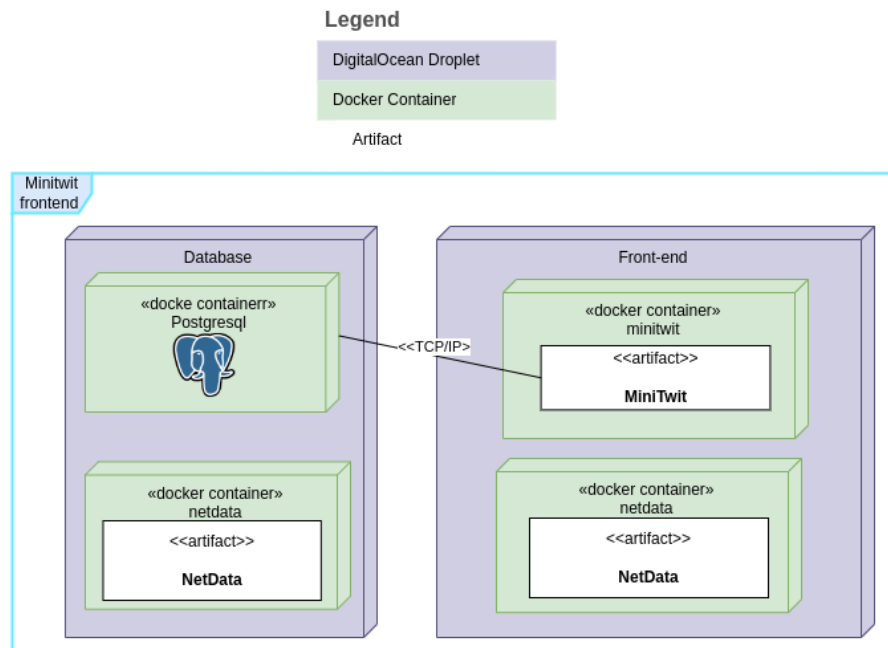 Legend
DigitalOcean Droplet
Docker Container
Artifact
Minitwit
frontend
Database
«docke containerr»
Postgresql
«docker container»
netdata
<<artifact>>
NetData
<<TCP/IP>
Front-end
«docker container»
minitwit
<<artifact>>
MiniTwit
«docker container»
netdata
<<artifact>>
NetData